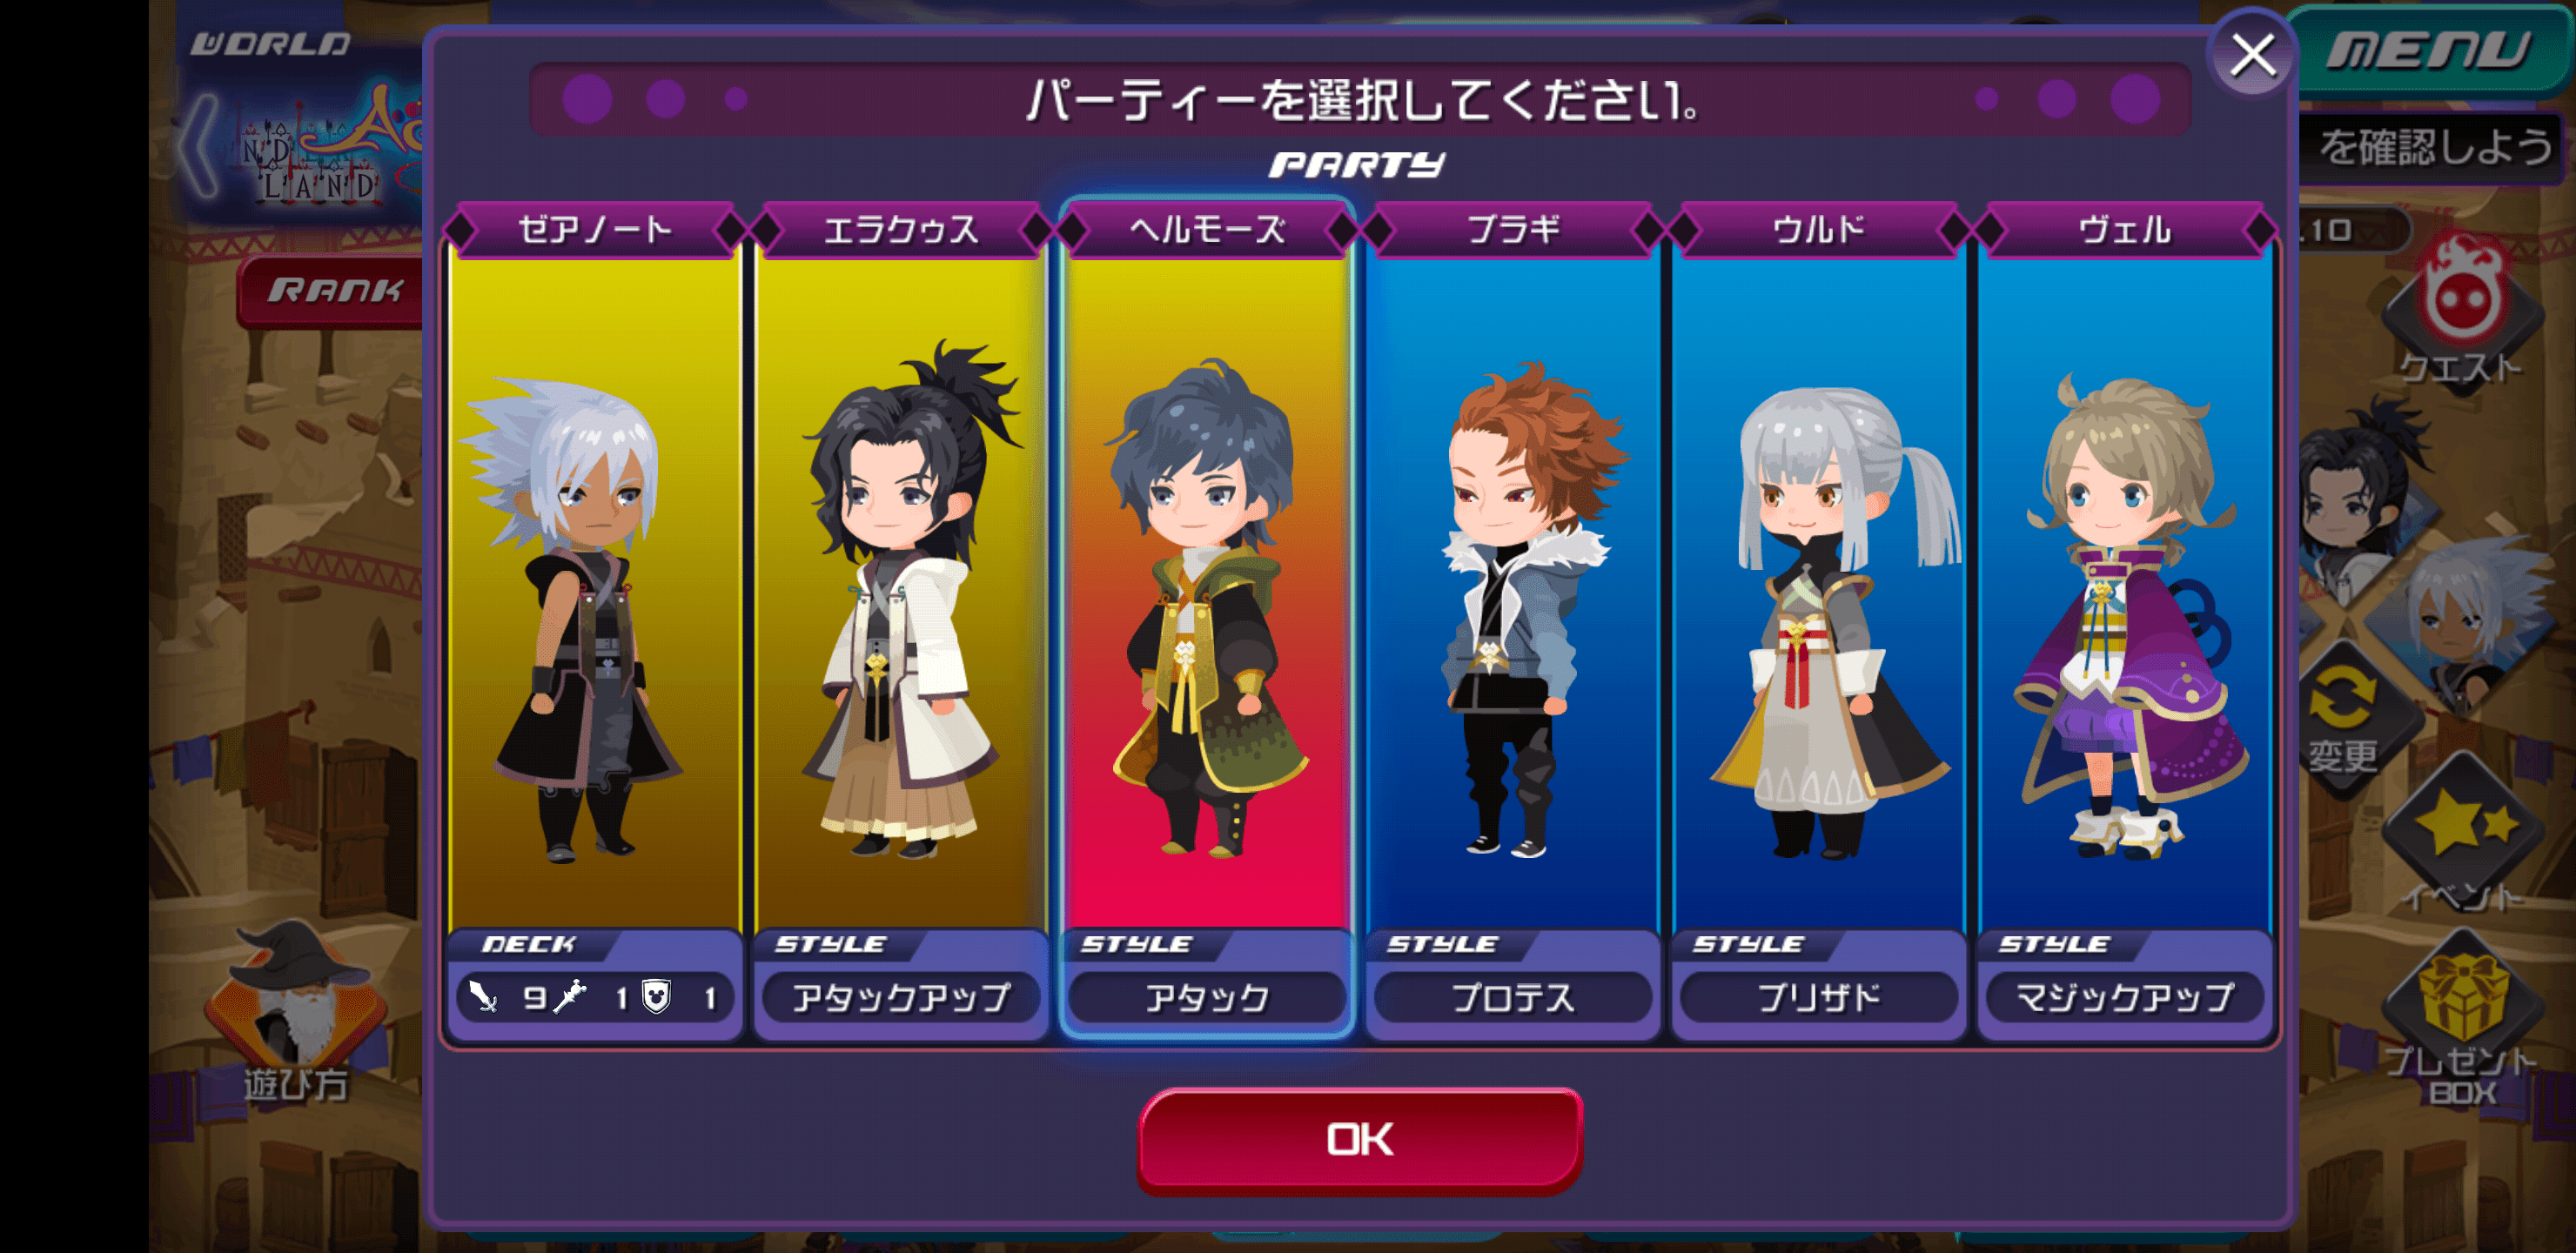 WORLD
MENU
パーティーを選択してください。
を確認しよう
PARTY
LAND
ゼアノート
エラクゥス
ヘルモーズ
ブラギ
ウルド
ヴェル
.10
RANK
クエスト
変更
イベント
DECK
STYLE
STYLE
STYLE
STYLE
STYLE
9 1 1
アタックアップ
アタック
プロテス
ブリザド
マジックアップ
遊び方
プレゼント
BOX
OK